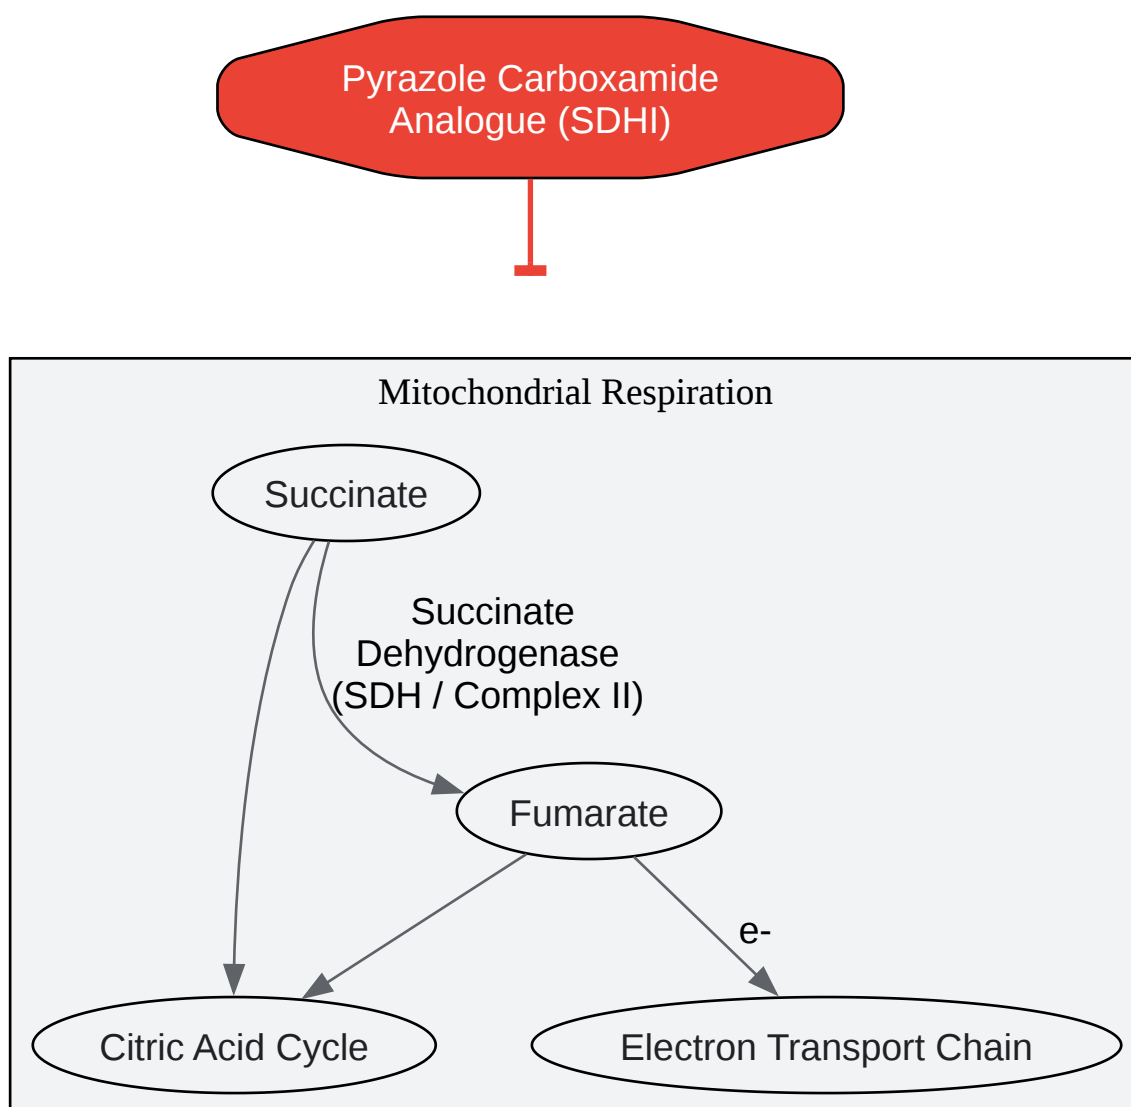 Pyrazole Carboxamide
Analogue (SDHI)
Mitochondrial Respiration
Succinate
Succinate
Dehydrogenase
(SDH / Complex II)
Fumarate
e-
Citric Acid Cycle
Electron Transport Chain